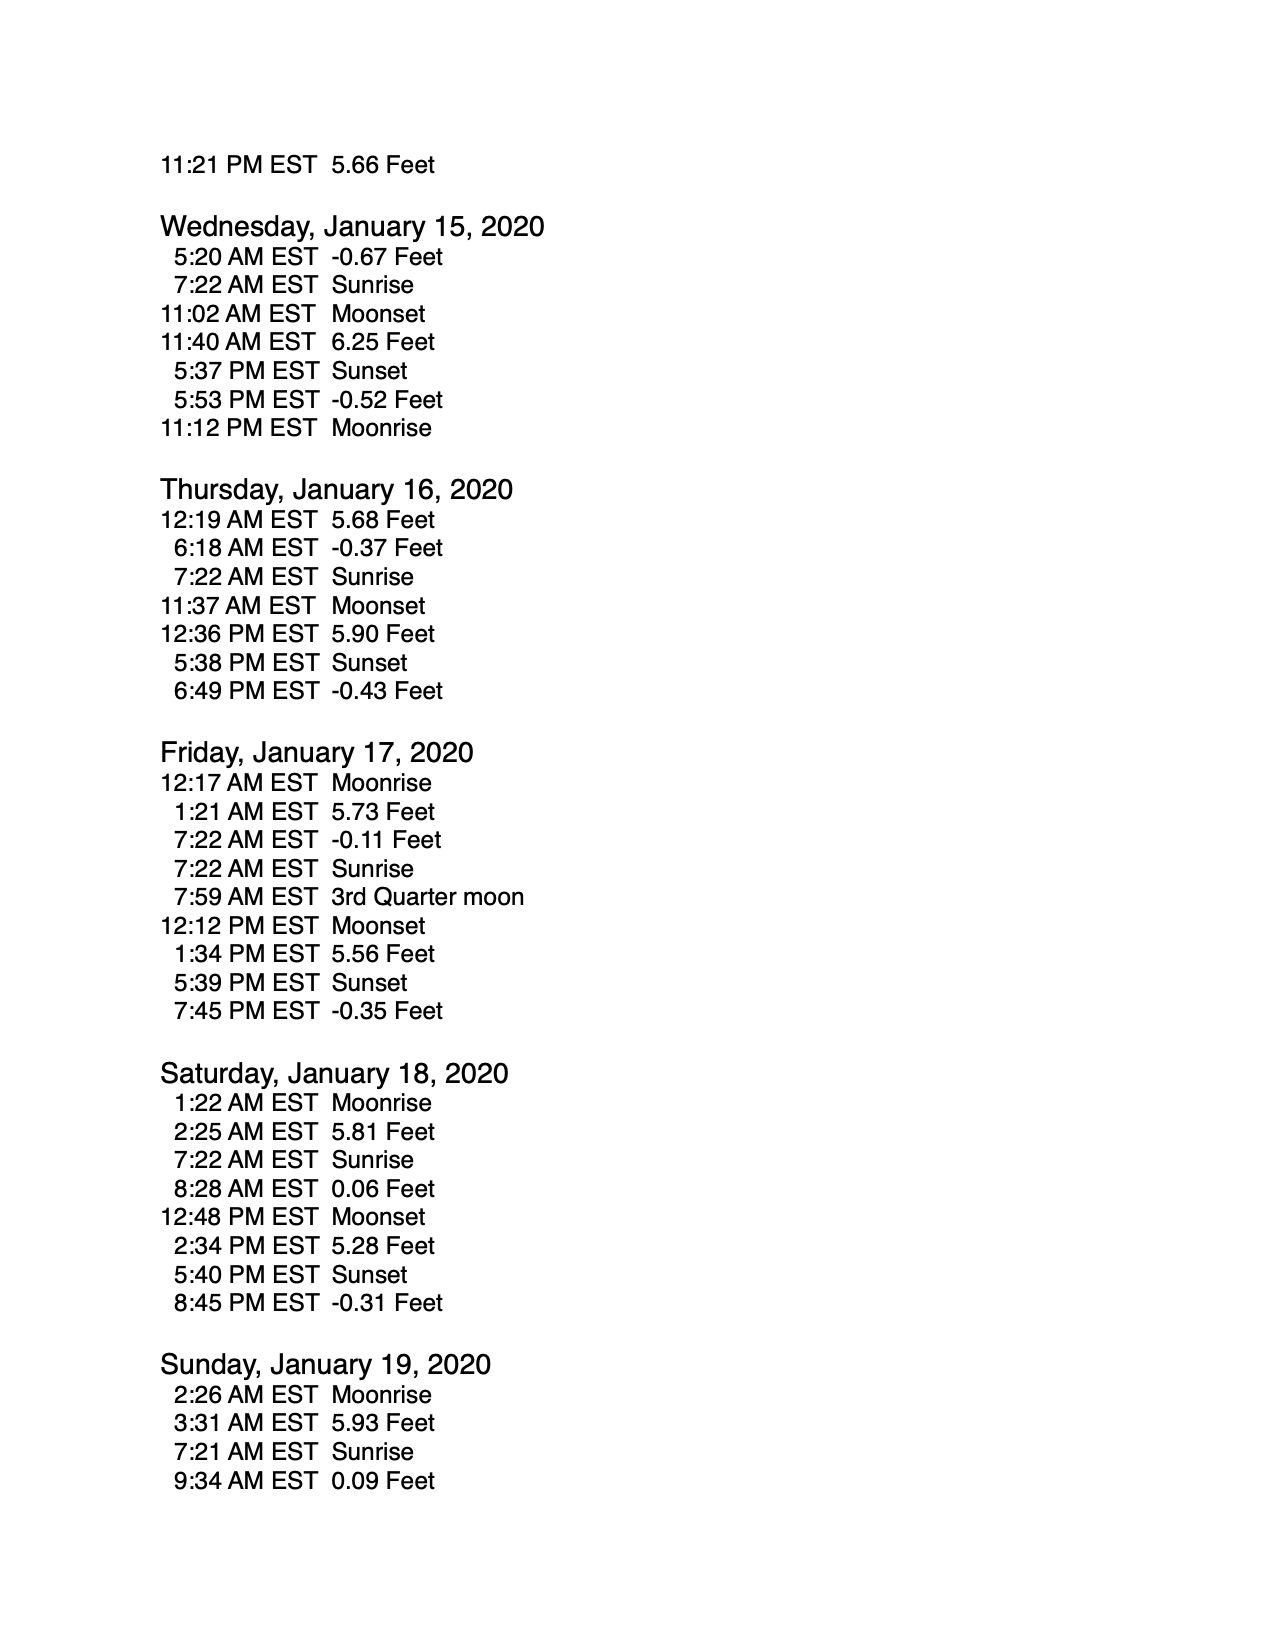 11:21 PM EST 5.66 Feet
Wednesday, January 15, 2020
5:20 AM EST -0.67 Feet
7:22 AM EST Sunrise
11:02 AM EST Moonset
11:40 AM EST 6.25 Feet
5:37 PM EST Sunset
5:53 PM EST -0.52 Feet
11:12 PM EST Moonrise
Thursday, January 16, 2020
12:19 AM EST 5.68 Feet
6:18 AM EST -0.37 Feet
7:22 AM EST Sunrise
11:37 AM EST Moonset
12:36 PM EST 5.90 Feet
5:38 PM EST Sunset
6:49 PM EST -0.43 Feet
Friday, January 17, 2020
12:17 AM EST Moonrise
1:21 AM EST 5.73 Feet
7:22 AM EST -0.11 Feet
7:22 AM EST Sunrise
7:59 AM EST 3rd Quarter moon
12:12 PM EST Moonset
1:34 PM EST 5.56 Feet
5:39 PM EST Sunset
7:45 PM EST -0.35 Feet
Saturday, January 18, 2020
1:22 AM EST Moonrise
2:25 AM EST 5.81 Feet
7:22 AM EST Sunrise
8:28 AM EST 0.06 Feet
12:48 PM EST Moonset
2:34 PM EST 5.28 Feet
5:40 PM EST Sunset
8:45 PM EST -0.31 Feet
Sunday, January 19, 2020
2:26 AM EST Moonrise
3:31 AM EST 5.93 Feet
7:21 AM EST Sunrise
9:34 AM EST 0.09 Feet